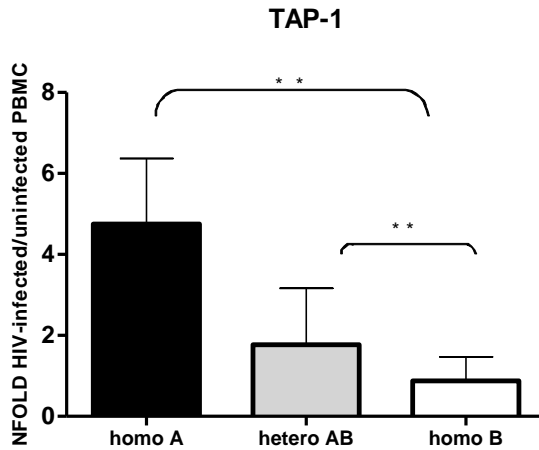 TAP-1
* *
NFOLD HIV-infected/uninfected PBMC
8
6
* *
4
2
0
homo A hetero AB homo B